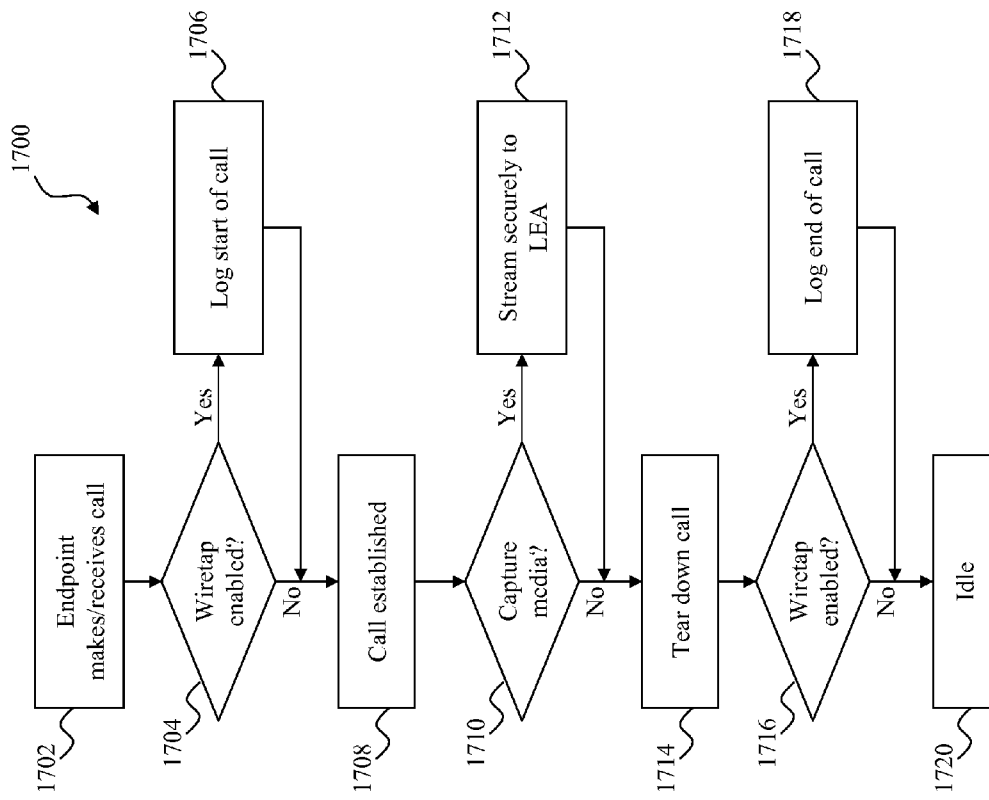 1700
Endpoint
makes/receives call
1702
Wiretap
enabled?
1704
Yes
No
Log start of call
1706
Call established
1708
Capture
media?
1710
Yes
No
Stream securely to
LEA
1712
Tear down call
1714
Wiretap
enabled?
1716
Yes
No
Log end of call
1718
Idle
1720